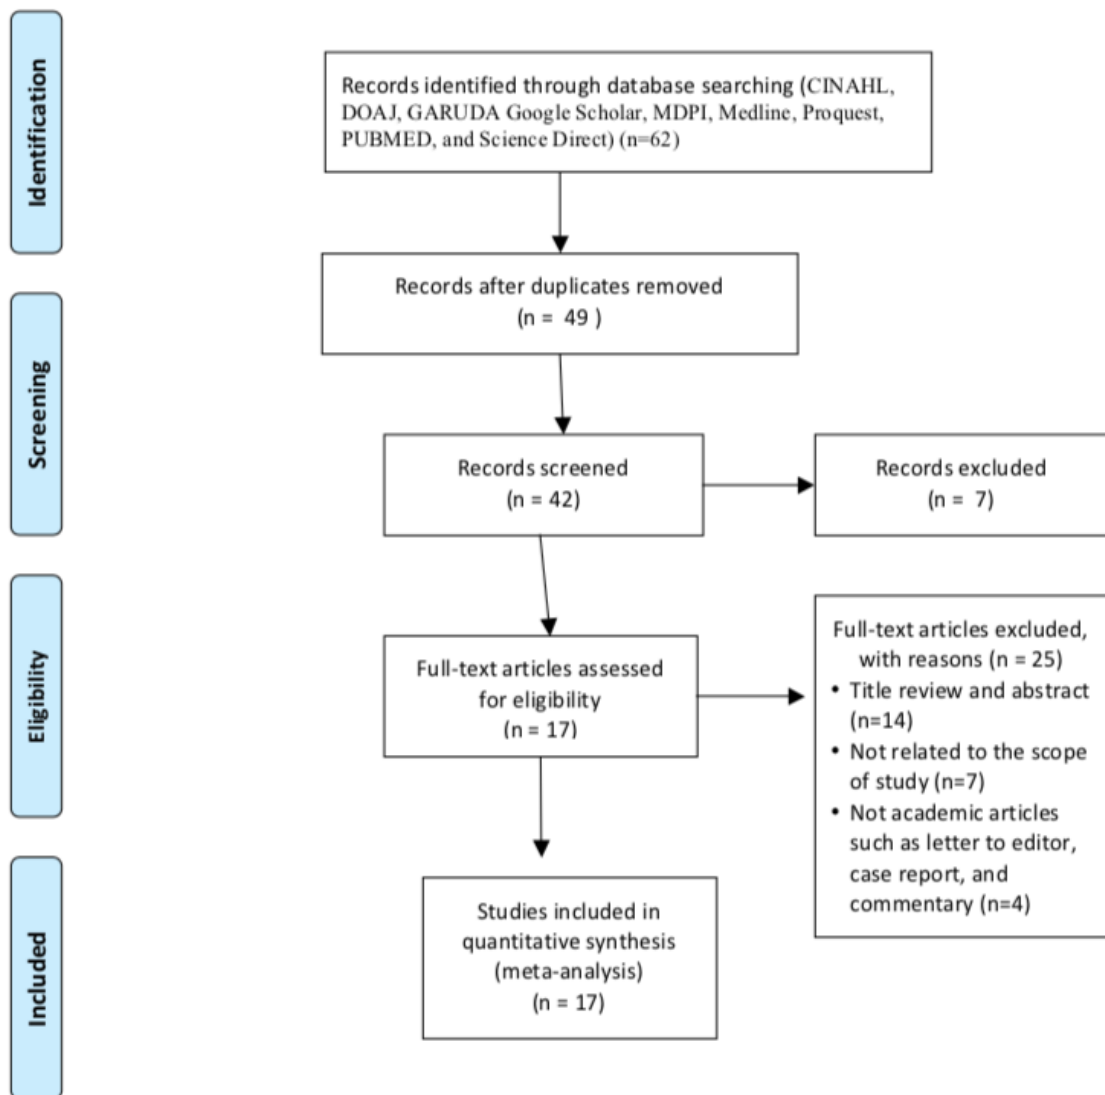 Identification
Records identified through database searching (CINAHL,
DOAJ, GARUDA Google Scholar, MDPI, Medline, Proquest,
PUBMED, and Science Direct) (n=62)
Records after duplicates removed
(n = 49 )
Screening
Records screened
(n = 42)
Records excluded
(n = 7)
Eligibility
Full-text articles assessed
for eligibility
(n = 17)
Full-text articles excluded,
with reasons (n = 25)
• Title review and abstract
(n=14)
• Not related to the scope
of study (n=7)
• Not academic articles
such as letter to editor,
case report, and
commentary (n=4)
Included
Studies included in
quantitative synthesis
(meta-analysis)
(n = 17)